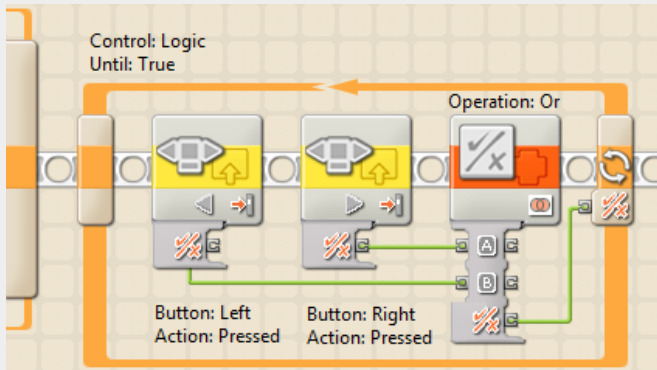 Control: Logic
Until: True
Operation: Or
A
B
Button: Left
Action: Pressed
Button: Right
Action: Pressed